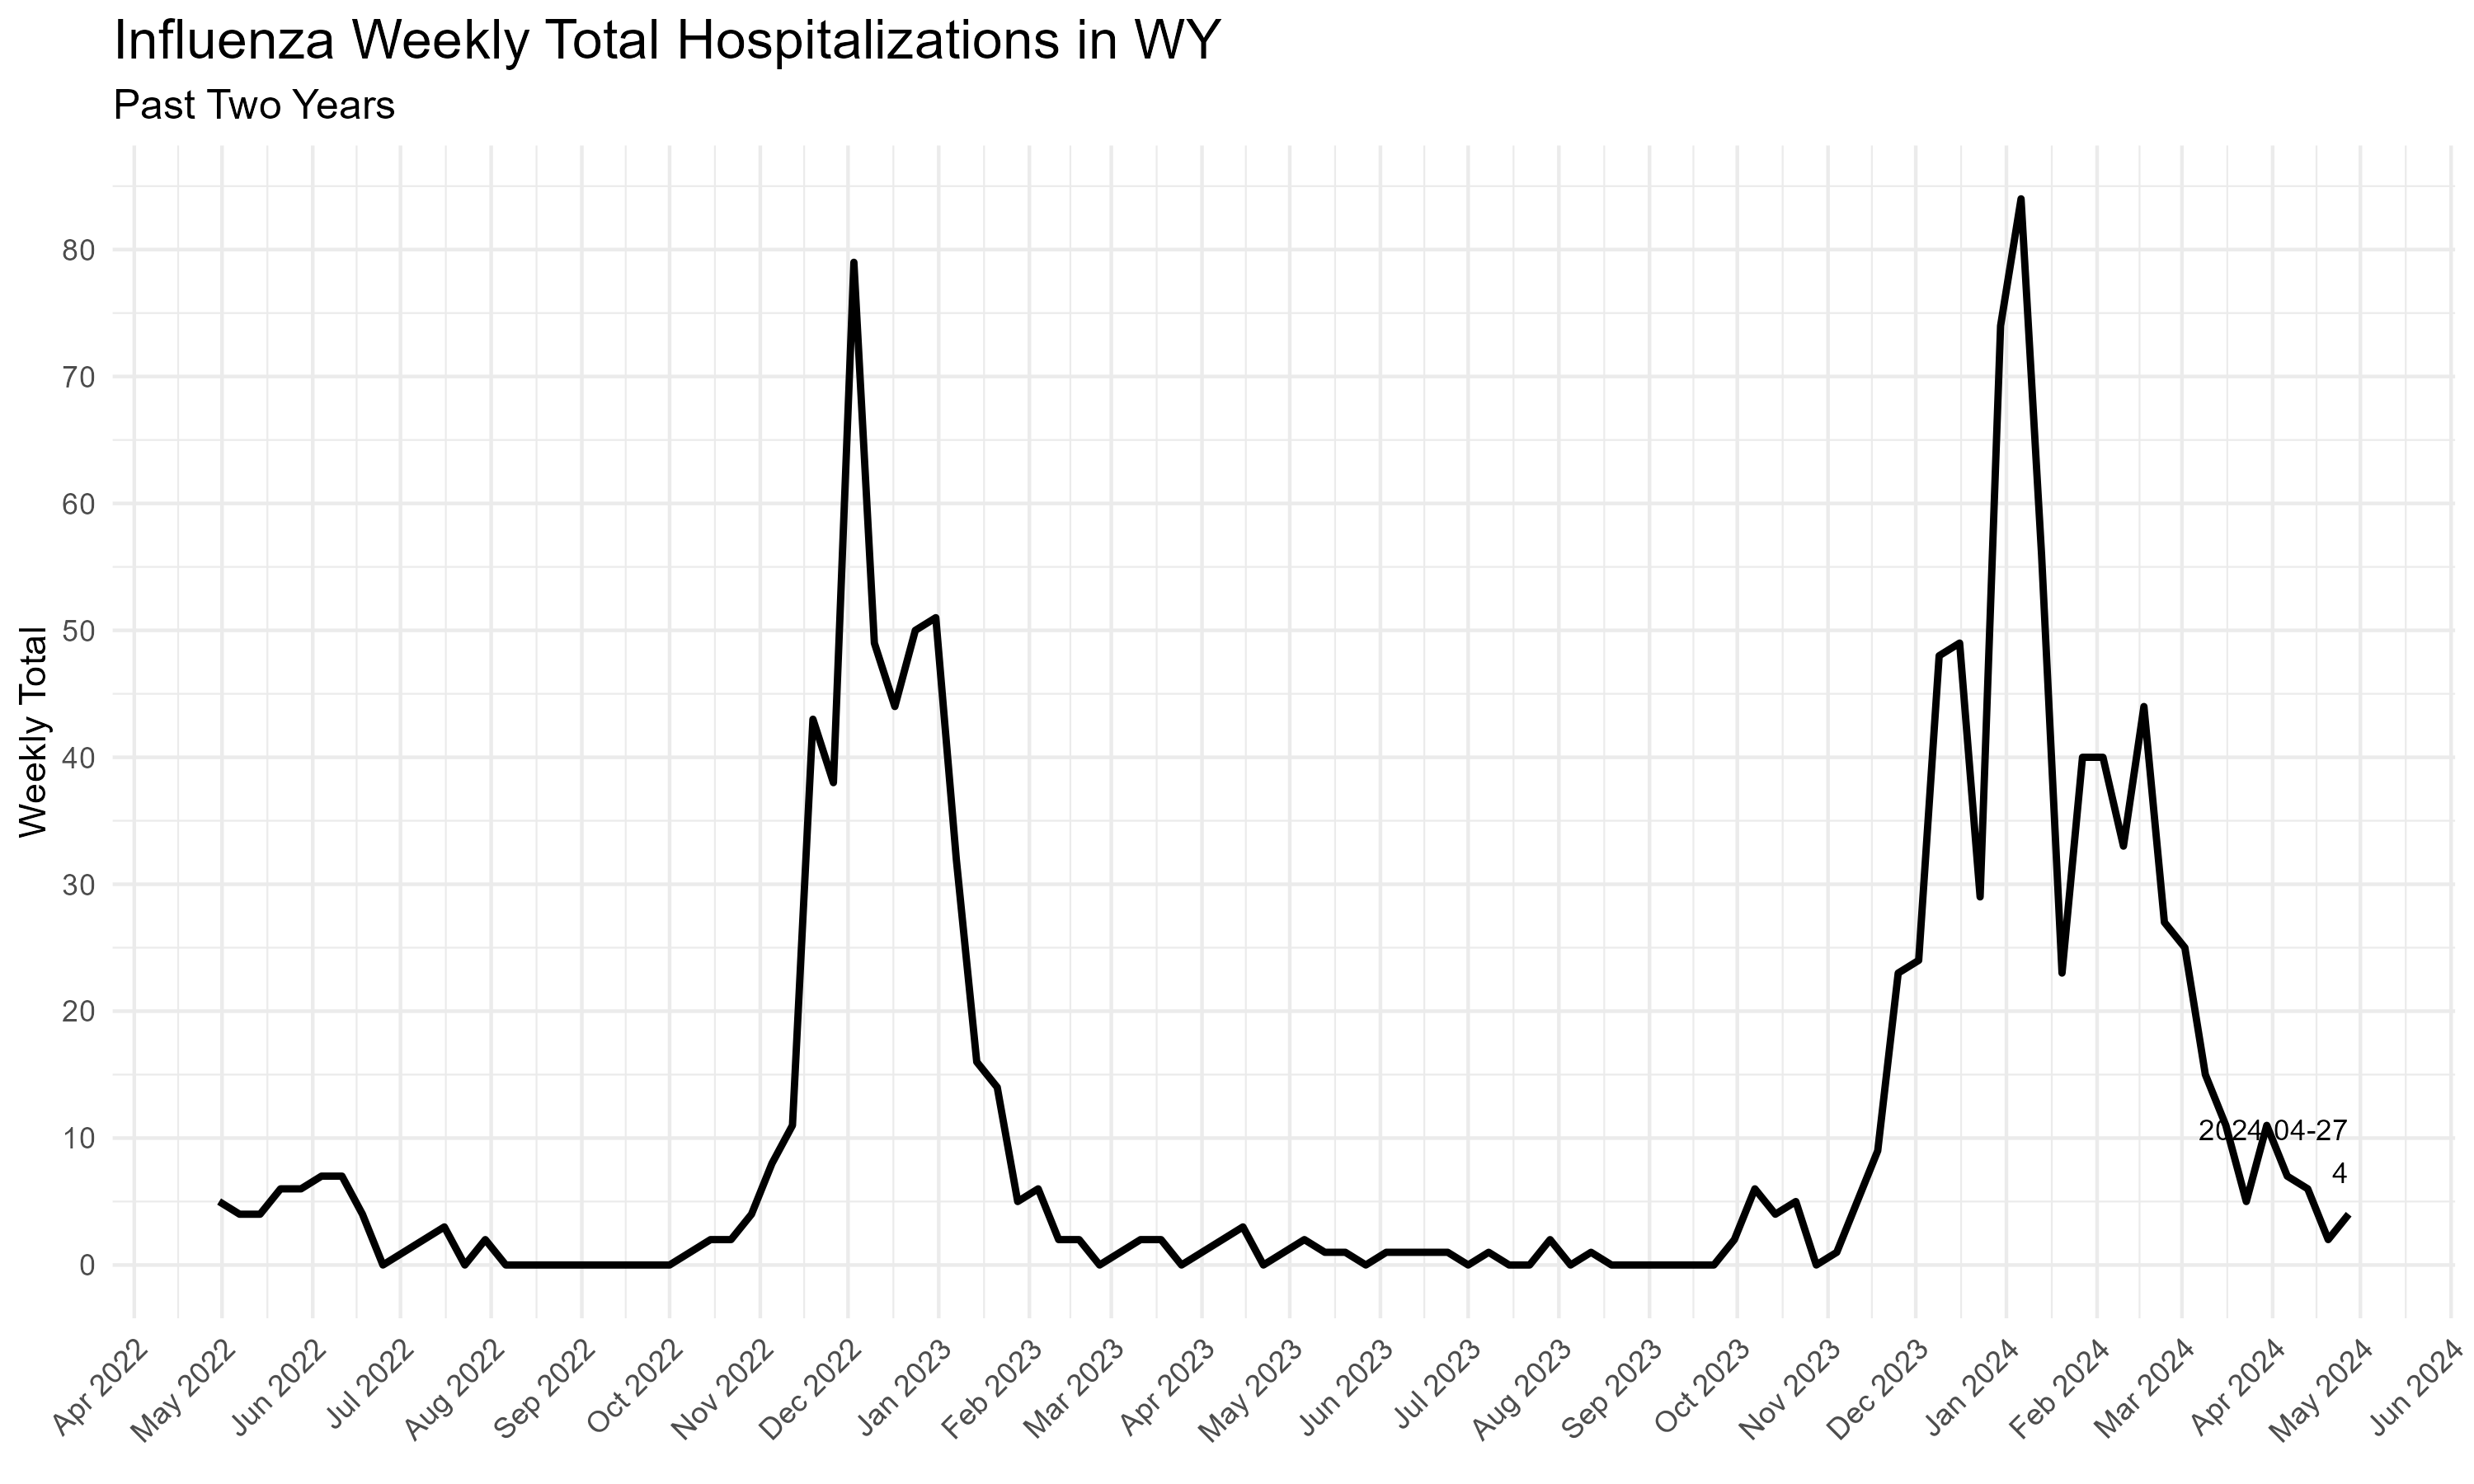 Influenza Weekly Total Hospitalizations in WY
Past Two Years
Weekly Total
80
70
60
50
40
30
20
10
0
2024-04-27
4
Apr 2022
May 2022
Jun 2022
Jul 2022
Aug 2022
Sep 2022
Oct 2022
Nov 2022
Dec 2022
Jan 2023
Feb 2023
Mar 2023
Apr 2023
May 2023
Jun 2023
Jul 2023
Aug 2023
Sep 2023
Oct 2023
Nov 2023
Dec 2023
Jan 2024
Feb 2024
Mar 2024
Apr 2024
May 2024
Jun 2024